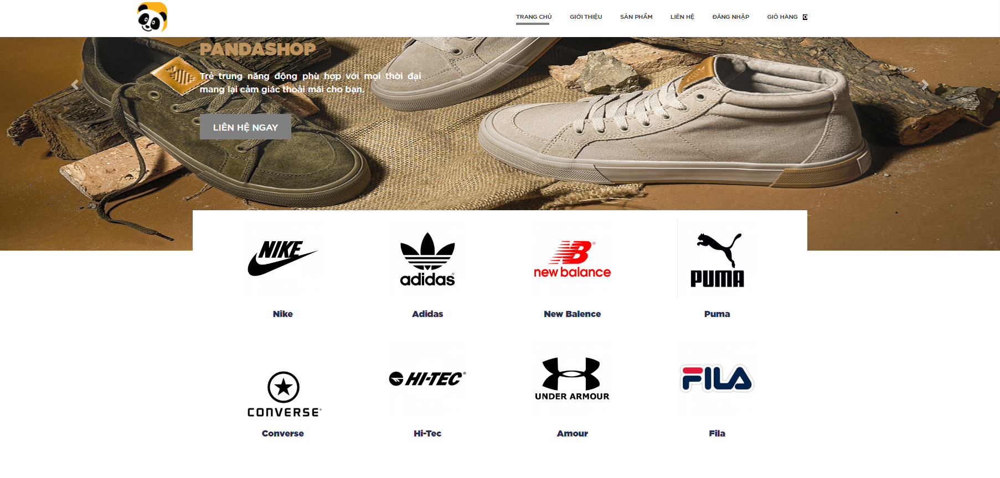 TRANG CHỦ GIỚI THIỆU SẢN PHẨM LIÊN HỆ ĐĂNG NHẬP GIỎ HÀNG 0
PANDASHOP
Trẻ trung năng động phù hợp với mọi thời đại
mang lại cảm giác thoải mái cho bạn.
LIÊN HỆ NGAY
NIKE adidas® new balance® PUMA
Nike Adidas New Balence Puma
CONVERSE® HI-TEC® UNDER ARMOUR FILA
Converse Hi-Tec Amour Fila